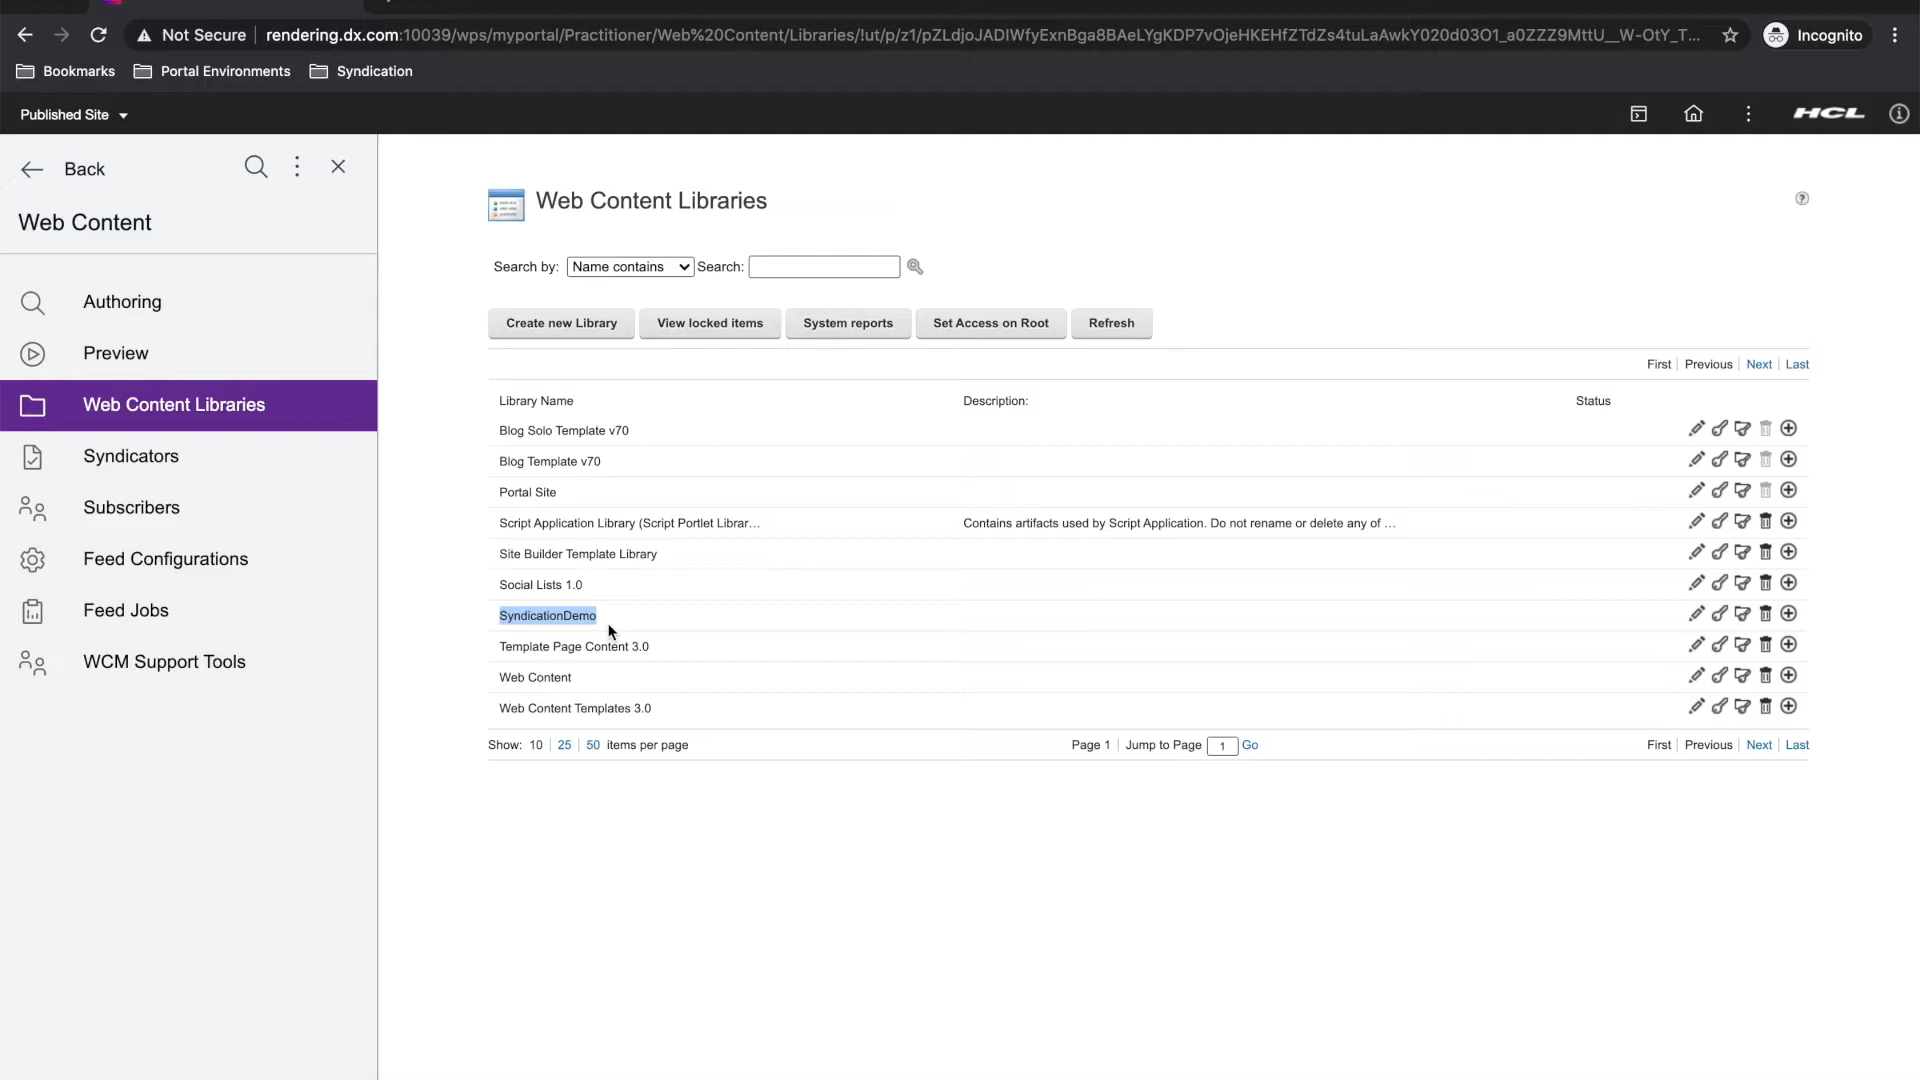 Not Secure rendering.dx.com:10039/wps/myportal/Practitioner/Web%20Content/Libraries/!ut/p/z1/pZLdjoJADIWfyExnBga8BAeLYgKDP7vOjeHKEHfZTdZs4tuLaAwkY020d03O1_a0ZZZ9MttU__W-OtY_T... Incognito
Bookmarks Portal Environments Syndication
Published Site HCL
Back
Web Content
Authoring
Preview
Web Content Libraries
Syndicators
Subscribers
Feed Configurations
Feed Jobs
WCM Support Tools
Web Content Libraries
Search by: Name contains Search:
Create new Library View locked items System reports Set Access on Root Refresh
First Previous Next Last
Library Name Description: Status
Blog Solo Template v70
Blog Template v70
Portal Site
Script Application Library (Script Portlet Librar... Contains artifacts used by Script Application. Do not rename or delete any of ...
Site Builder Template Library
Social Lists 1.0
SyndicationDemo
Template Page Content 3.0
Web Content
Web Content Templates 3.0
Show: 10 25 50 items per page Page 1 Jump to Page 1 Go First Previous Next Last